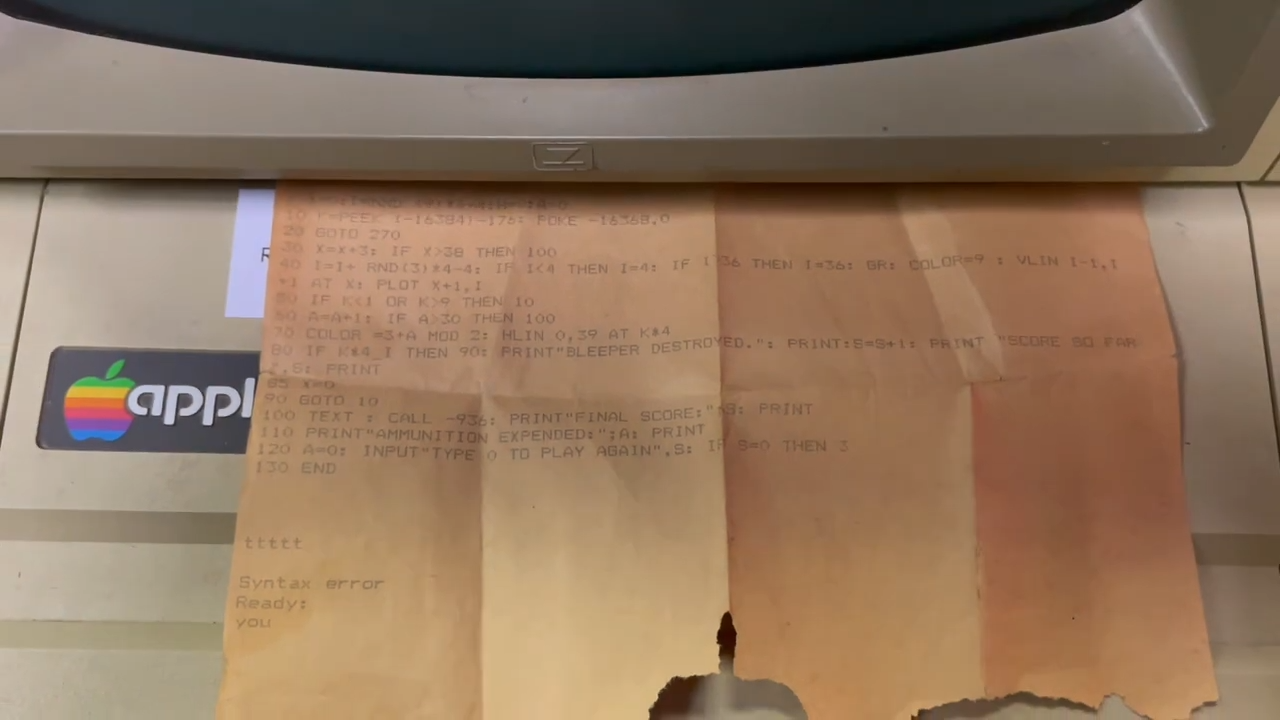 10 K=PEEK (-16384)-176: POKE -16368,0
20 GOTO 270
30 X=X+3: IF X>38 THEN 100
40 I=I+ RND(3)*4-4: IF I<4 THEN I=4: IF I>36 THEN I=36: GR: COLOR=9 : VLIN I-1,I
+1 AT X: PLOT X+1,I
50 IF K<1 OR K>9 THEN 10
60 A=A+1: IF A>30 THEN 100
70 COLOR =3+A MOD 2: HLIN 0,39 AT K*4
80 IF K*4 I THEN 90: PRINT"BLEEPER DESTROYED.": PRINT:S=S+1: PRINT "SCORE SO FAR
",S: PRINT
85 X=0
90 GOTO 10
100 TEXT : CALL -936: PRINT"FINAL SCORE:";S: PRINT
110 PRINT"AMMUNITION EXPENDED:";A: PRINT
120 A=0: INPUT"TYPE 0 TO PLAY AGAIN",S: IF S=0 THEN 3
130 END
appl
ttttt
Syntax error
Ready:
you